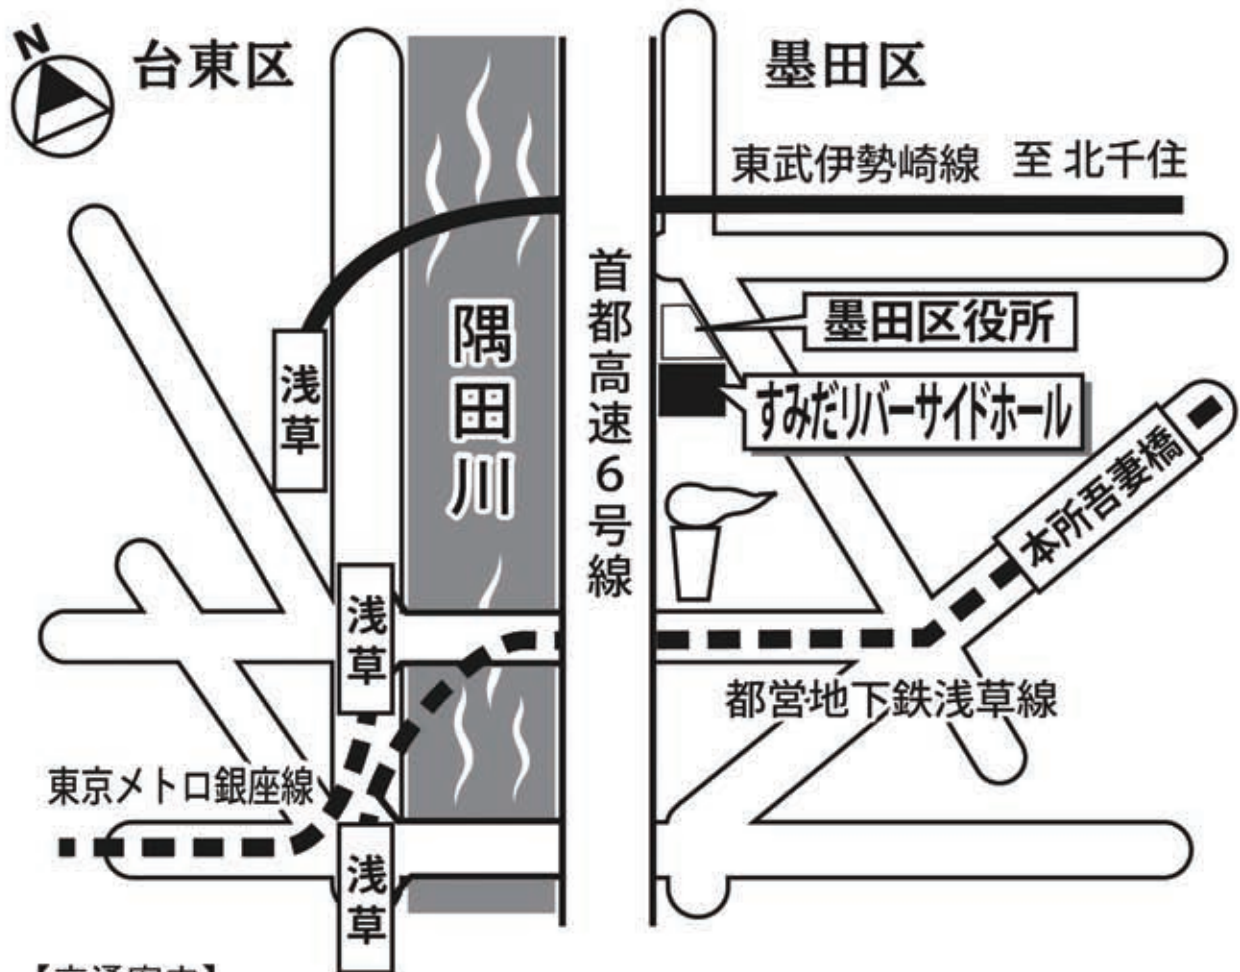 N
台東区
墨田区
東武伊勢崎線 至 北千住
首都高速6号線
隅田川
墨田区役所
すみだリバーサイドホール
浅草
本所吾妻橋
浅草
都営地下鉄浅草線
東京メトロ銀座線
浅草